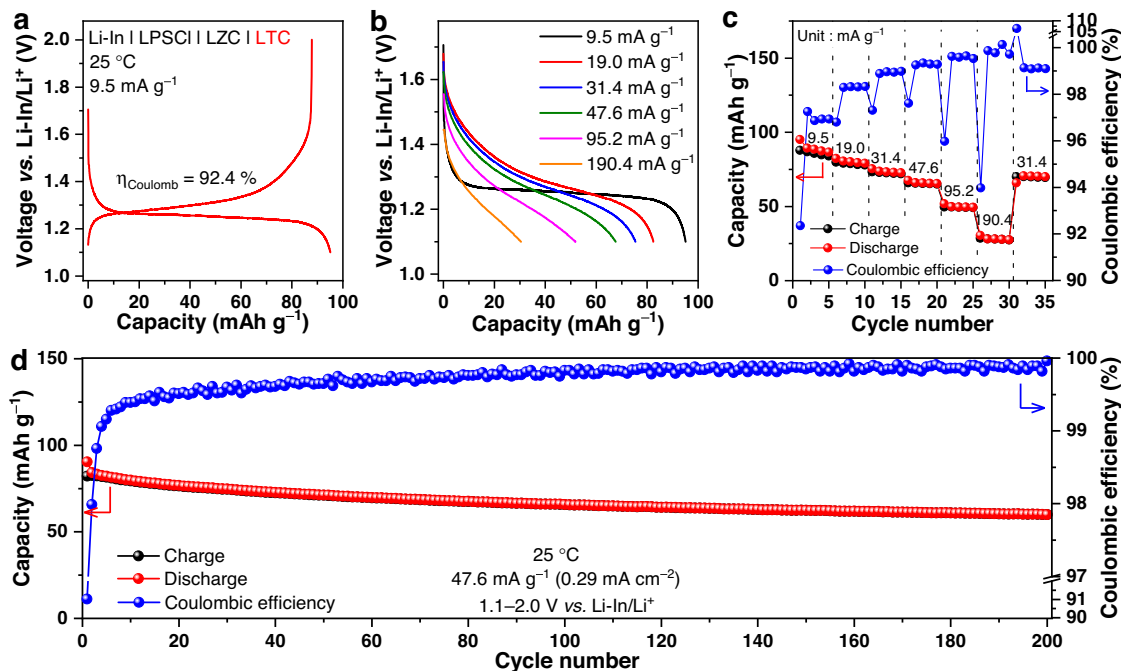 a
Li-In | LPSCl | LZC | LTC
25 °C
9.5 mA g⁻¹
ηCoulomb = 92.4 %
Voltage vs. Li-In/Li⁺ (V)
2.0
1.8
1.6
1.4
1.2
1.0
0 20 40 60 80 100
Capacity (mAh g⁻¹)
b
9.5 mA g⁻¹
19.0 mA g⁻¹
31.4 mA g⁻¹
47.6 mA g⁻¹
95.2 mA g⁻¹
190.4 mA g⁻¹
Voltage vs. Li-In/Li⁺ (V)
1.6
1.4
1.2
1.0
0 20 40 60 80 100
Capacity (mAh g⁻¹)
c
Unit : mA g⁻¹
9.5
19.0
31.4
47.6
95.2
190.4
31.4
Charge
Discharge
Coulombic efficiency
Capacity (mAh g⁻¹)
150
100
50
0
0 5 10 15 20 25 30 35
Cycle number
110
105
100
98
96
94
92
90
Coulombic efficiency (%)
d
Capacity (mAh g⁻¹)
150
100
50
0
Charge
Discharge
Coulombic efficiency
25 °C
47.6 mA g⁻¹ (0.29 mA cm⁻²)
1.1–2.0 V vs. Li-In/Li⁺
100
99
98
97
91
90
Coulombic efficiency (%)
0 20 40 60 80 100 120 140 160 180 200
Cycle number